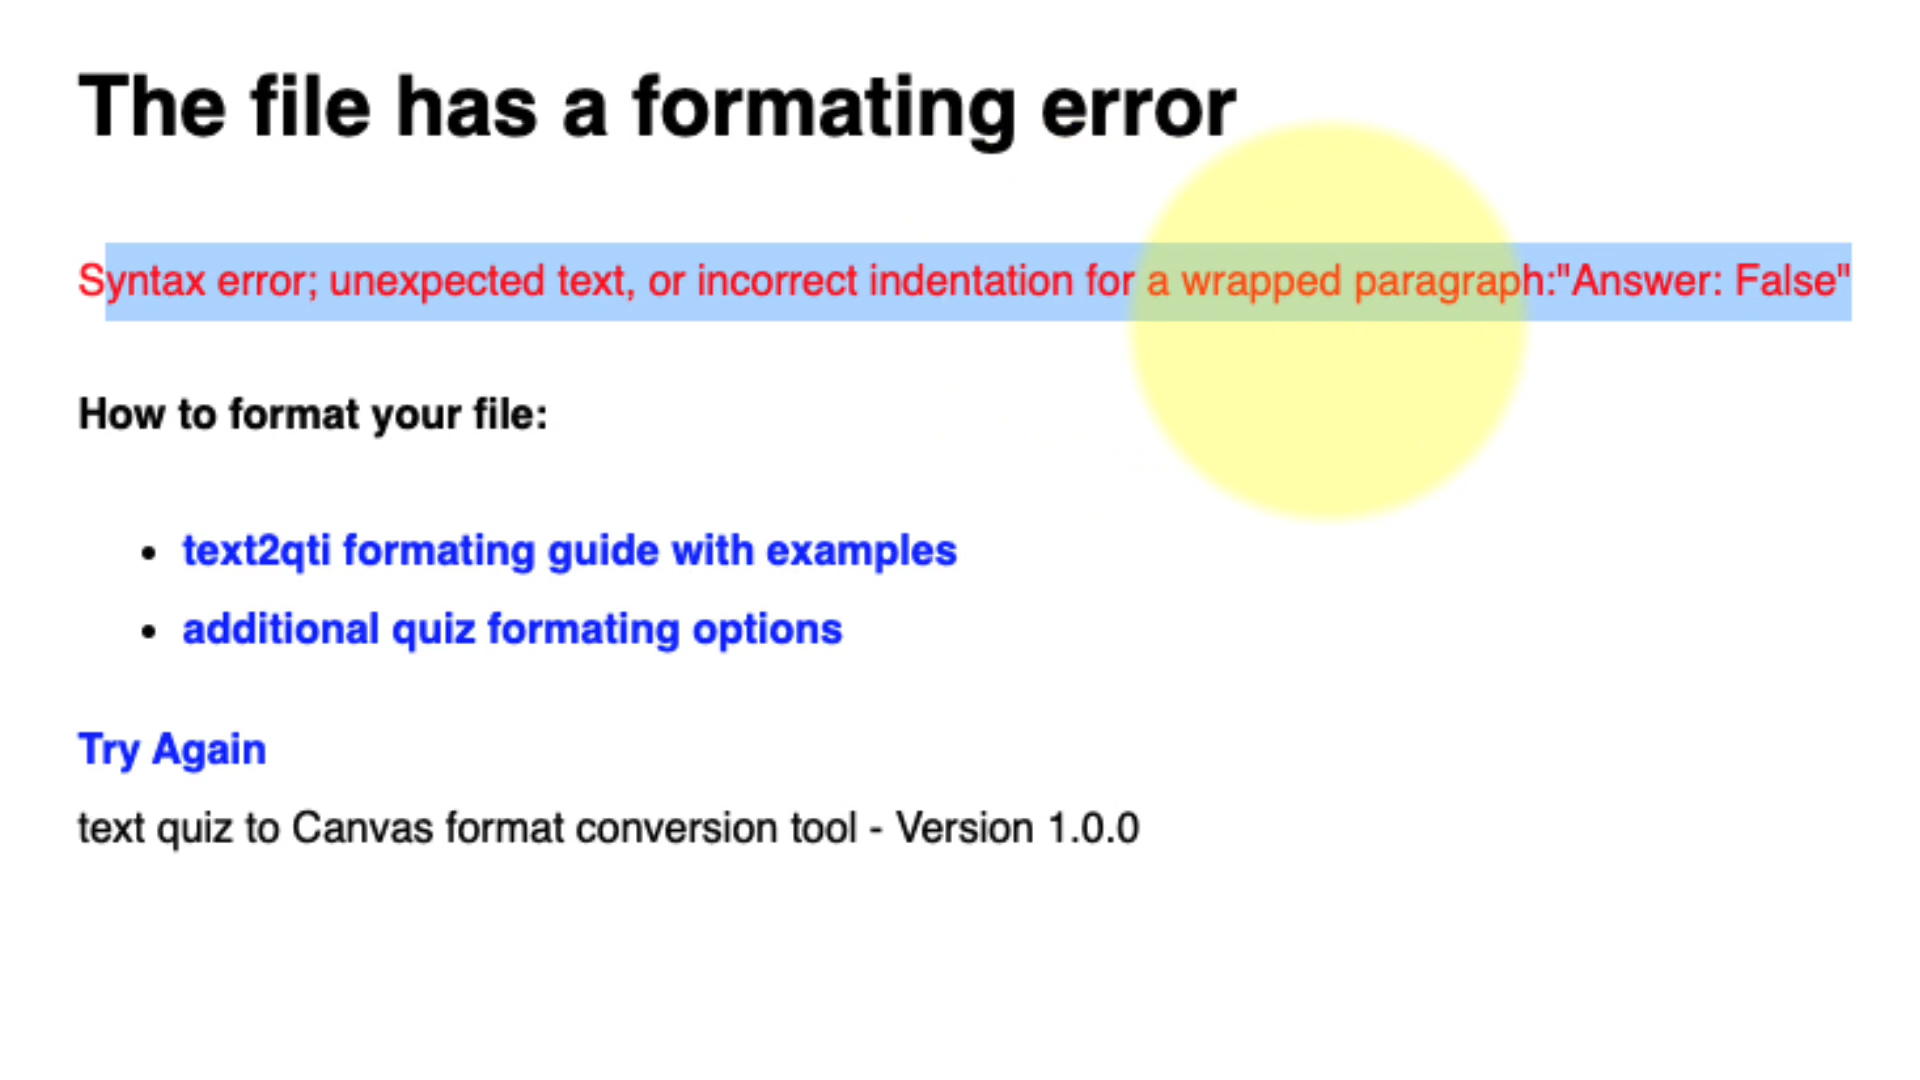 The file has a formating error
Syntax error; unexpected text, or incorrect indentation for a wrapped paragraph:"Answer: False"
How to format your file:
• text2qti formating guide with examples
• additional quiz formating options
Try Again
text quiz to Canvas format conversion tool - Version 1.0.0